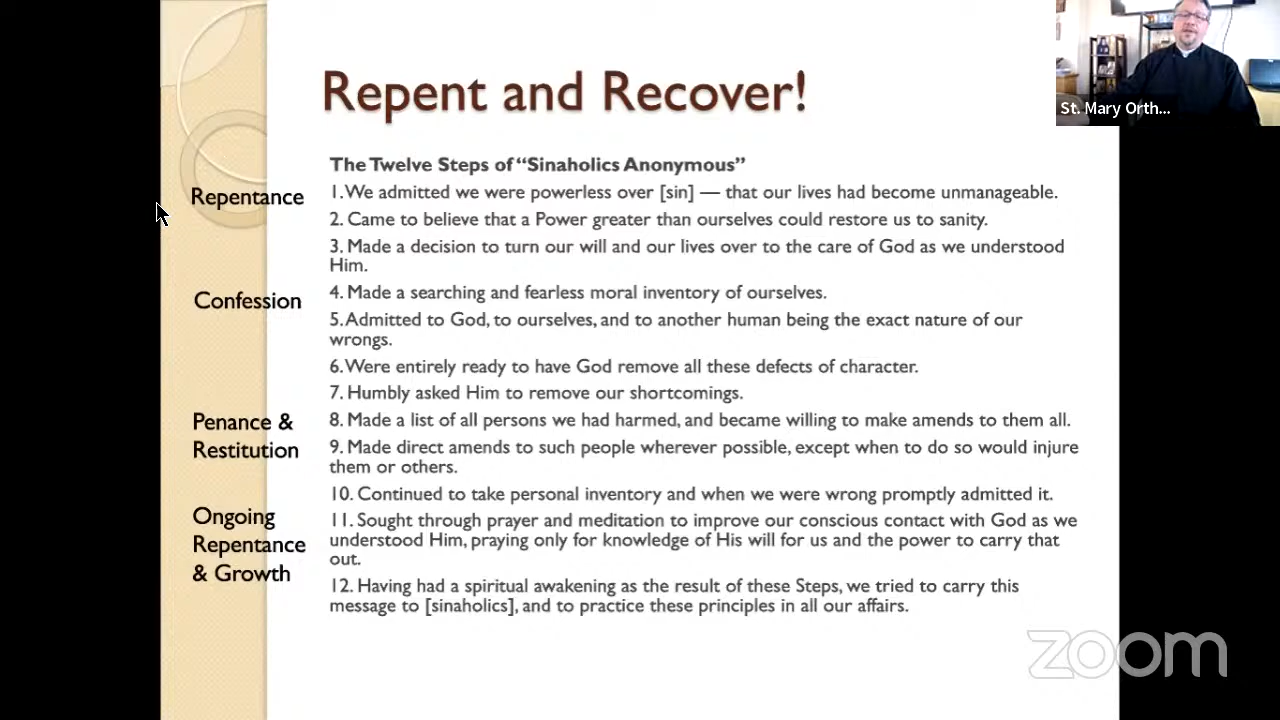 Repent and Recover!
St. Mary Orth...
The Twelve Steps of “Sinaholics Anonymous”
Repentance
1. We admitted we were powerless over [sin] — that our lives had become unmanageable.
2. Came to believe that a Power greater than ourselves could restore us to sanity.
3. Made a decision to turn our will and our lives over to the care of God as we understood
Him.
Confession
4. Made a searching and fearless moral inventory of ourselves.
5. Admitted to God, to ourselves, and to another human being the exact nature of our
wrongs.
6. Were entirely ready to have God remove all these defects of character.
7. Humbly asked Him to remove our shortcomings.
Penance &
Restitution
8. Made a list of all persons we had harmed, and became willing to make amends to them all.
9. Made direct amends to such people wherever possible, except when to do so would injure
them or others.
10. Continued to take personal inventory and when we were wrong promptly admitted it.
Ongoing
Repentance
& Growth
11. Sought through prayer and meditation to improve our conscious contact with God as we
understood Him, praying only for knowledge of His will for us and the power to carry that
out.
12. Having had a spiritual awakening as the result of these Steps, we tried to carry this
message to [sinaholics], and to practice these principles in all our affairs.
zoom